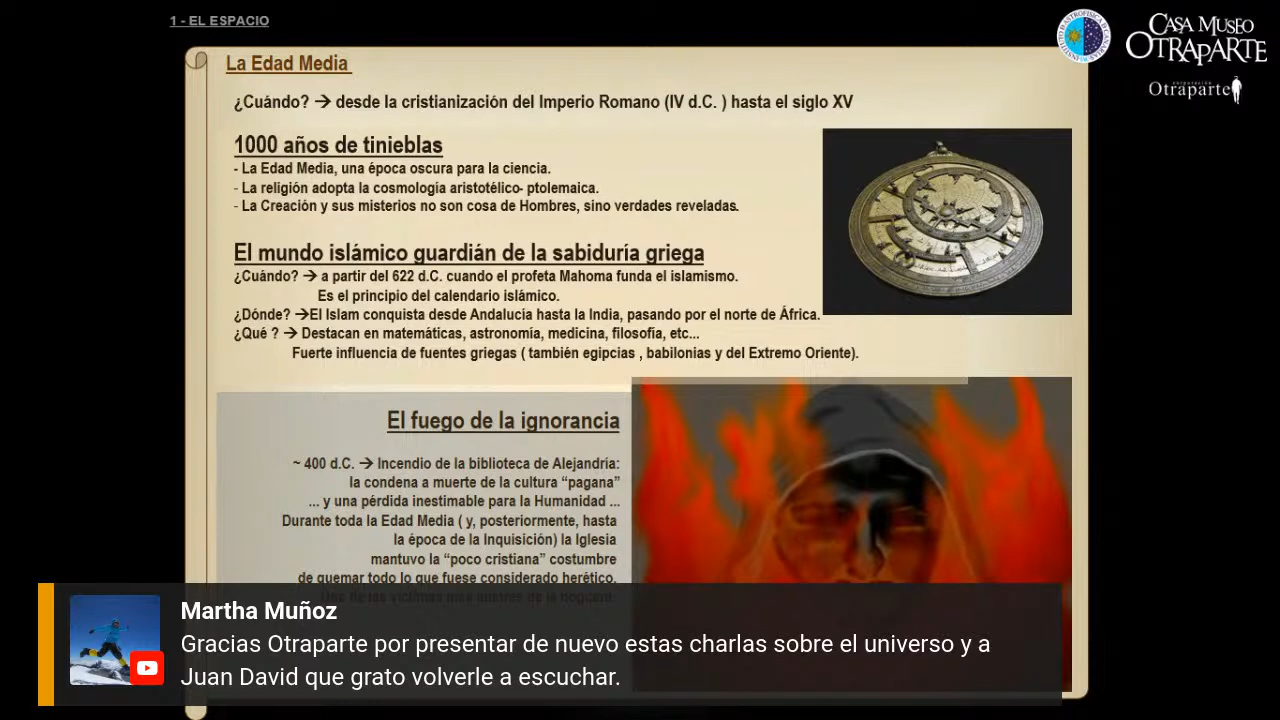 1 - EL ESPACIO
CASA MUSEO
OTRAPARTE
Otraparte
La Edad Media
¿Cuándo? → desde la cristianización del Imperio Romano (IV d.C. ) hasta el siglo XV
1000 años de tinieblas
- La Edad Media, una época oscura para la ciencia.
- La religión adopta la cosmología aristotélico- ptolemaica.
- La Creación y sus misterios no son cosa de Hombres, sino verdades reveladas.
El mundo islámico guardián de la sabiduría griega
¿Cuándo? → a partir del 622 d.C. cuando el profeta Mahoma funda el islamismo.
Es el principio del calendario islámico.
¿Dónde? →El Islam conquista desde Andalucía hasta la India, pasando por el norte de África.
¿Qué ? → Destacan en matemáticas, astronomía, medicina, filosofía, etc...
Fuerte influencia de fuentes griegas ( también egipcias , babilonias y del Extremo Oriente).
El fuego de la ignorancia
~ 400 d.C. → Incendio de la biblioteca de Alejandría:
la condena a muerte de la cultura “pagana”
... y una pérdida inestimable para la Humanidad ...
Durante toda la Edad Media ( y, posteriormente, hasta
la época de la Inquisición) la Iglesia
mantuvo la “poco cristiana” costumbre
de quemar todo lo que fuese considerado herético.
Martha Muñoz
Gracias Otraparte por presentar de nuevo estas charlas sobre el universo y a
Juan David que grato volverle a escuchar.